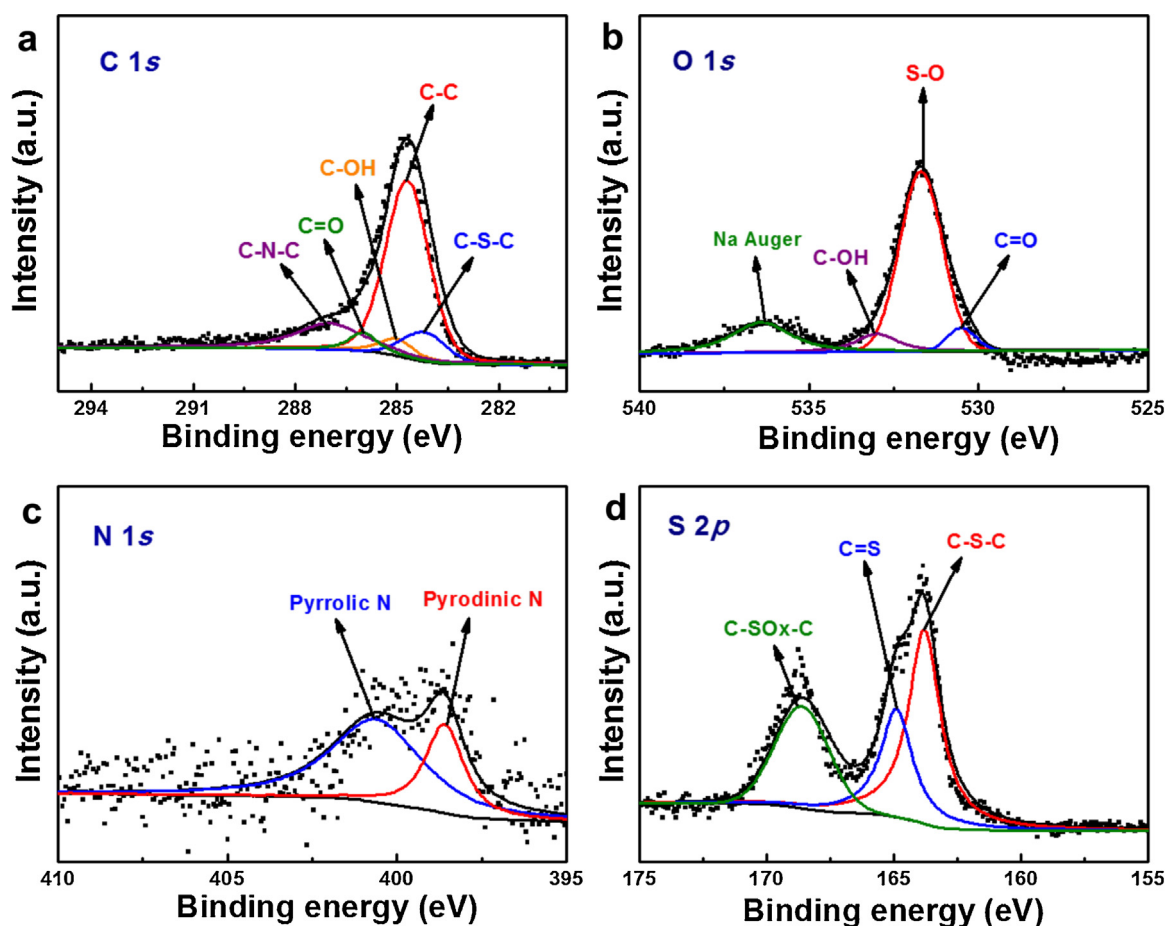 a
C 1s
C-C
C-OH
C=O
C-N-C
C-S-C
Intensity (a.u.)
294 291 288 285 282
Binding energy (eV)
b
O 1s
S-O
Na Auger
C-OH
C=O
Intensity (a.u.)
540 535 530 525
Binding energy (eV)
c
N 1s
Pyrrolic N
Pyrodinic N
Intensity (a.u.)
410 405 400 395
Binding energy (eV)
d
S 2p
C=S
C-S-C
C-SOx-C
Intensity (a.u.)
175 170 165 160 155
Binding energy (eV)